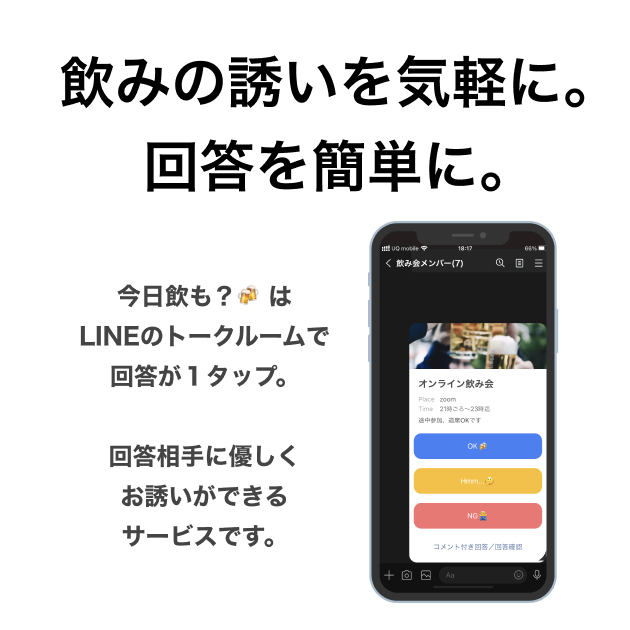 飲みの誘いを気軽に。
回答を簡単に。
今日飲も？🍻 は
LINEのトークルームで
回答が１タップ。
回答相手に優しく
お誘いができる
サービスです。
UQ mobile 18:17 66%
飲み会メンバー(7)
オンライン飲み会
Place zoom
Time 21時ごろ〜23時迄
途中参加、退席OKです
OK🍻
Hmm...🤔
NG🙇
コメント付き回答／回答確認
Aa